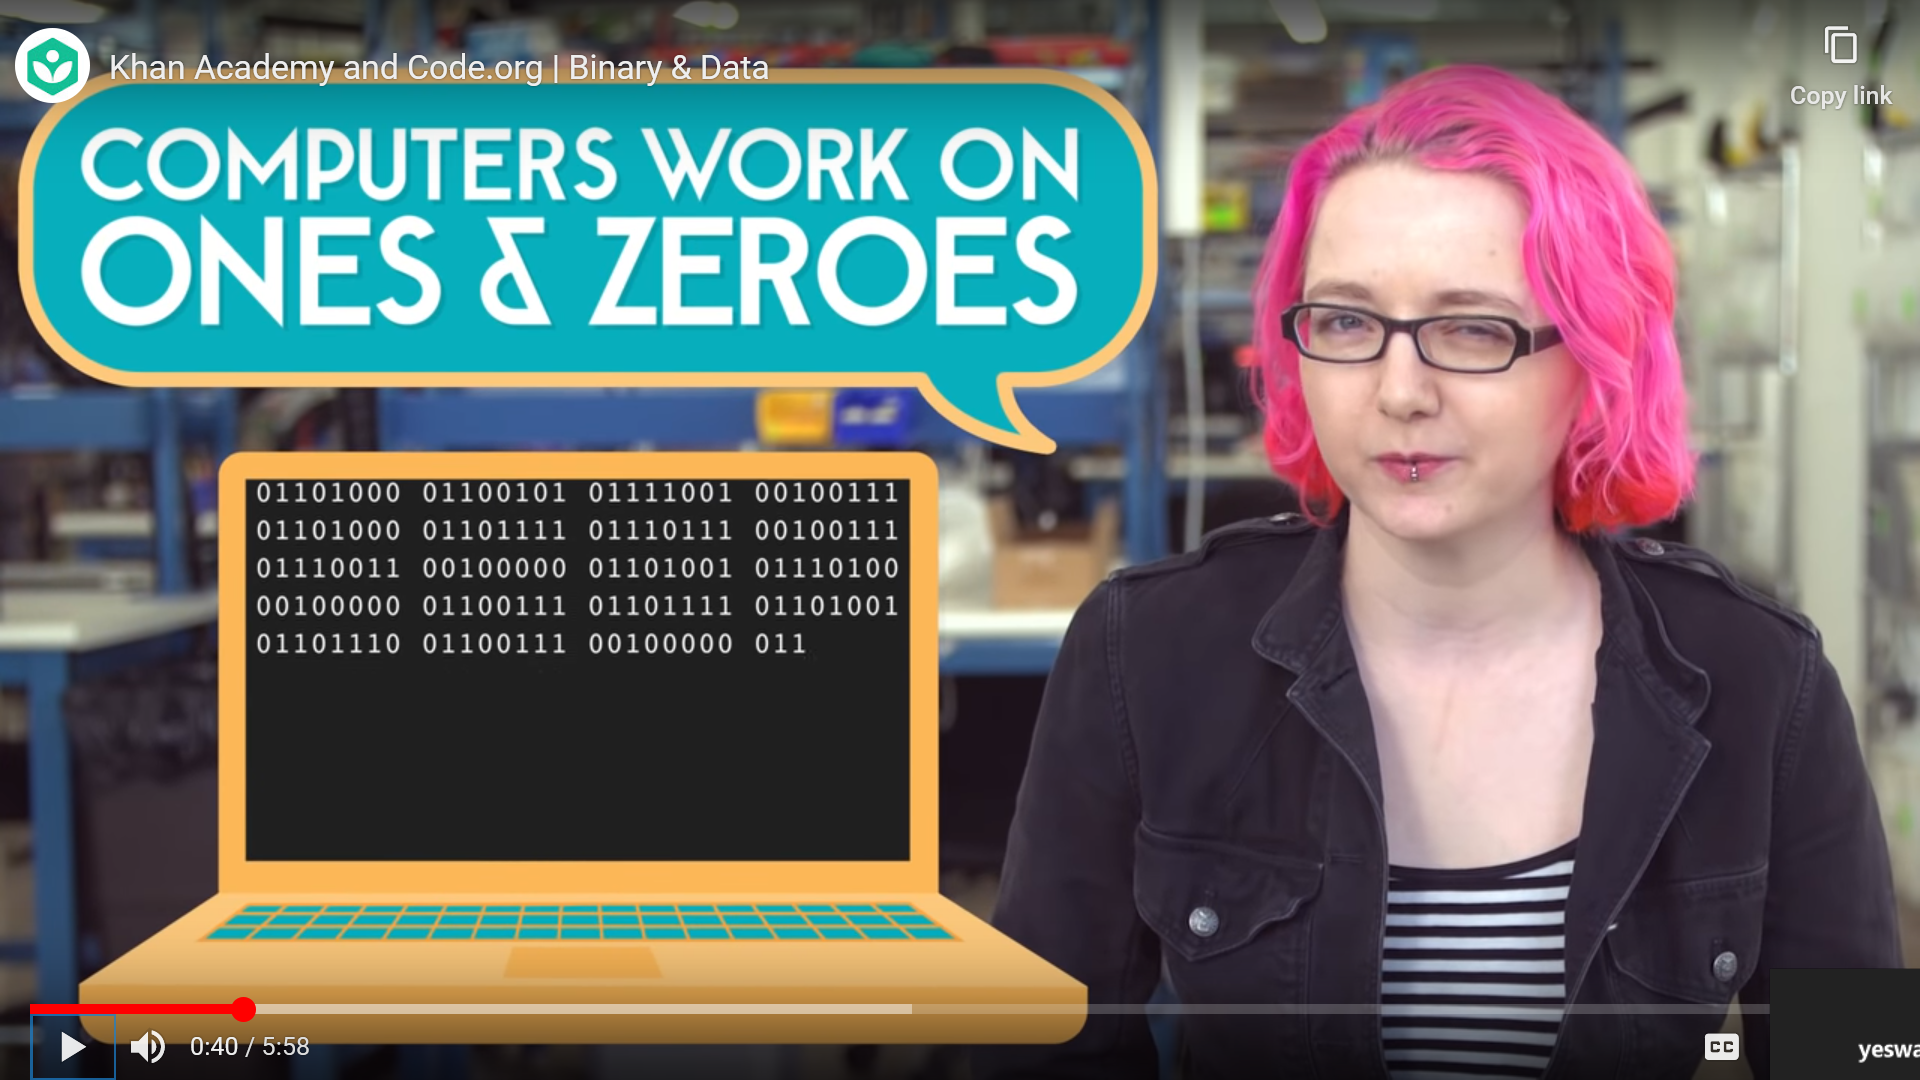 Khan Academy and Code.org | Binary & Data
Copy link
COMPUTERS WORK ON
ONES & ZEROES
01101000 01100101 01111001 00100111
01101000 01101111 01110111 00100111
01110011 00100000 01101001 01110100
00100000 01100111 01101111 01101001
01101110 01100111 00100000 011
0:40 / 5:58
CC
yeswa